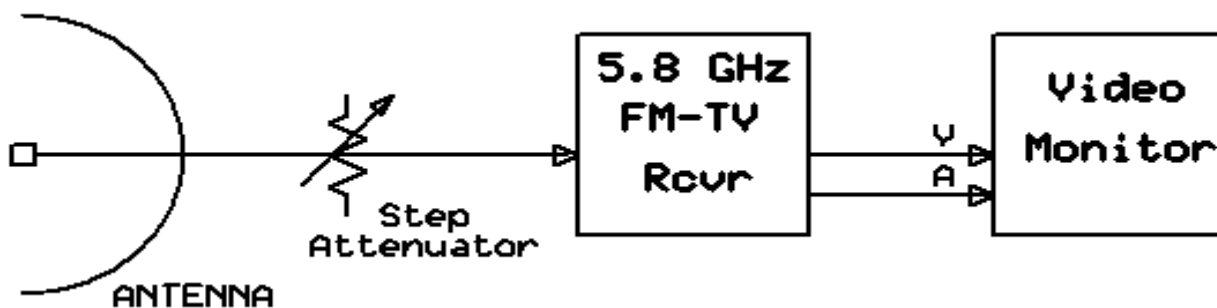 ANTENNA
Step
Attenuator
5.8 GHz
FM-TV
Rcvr
V
A
Video
Monitor